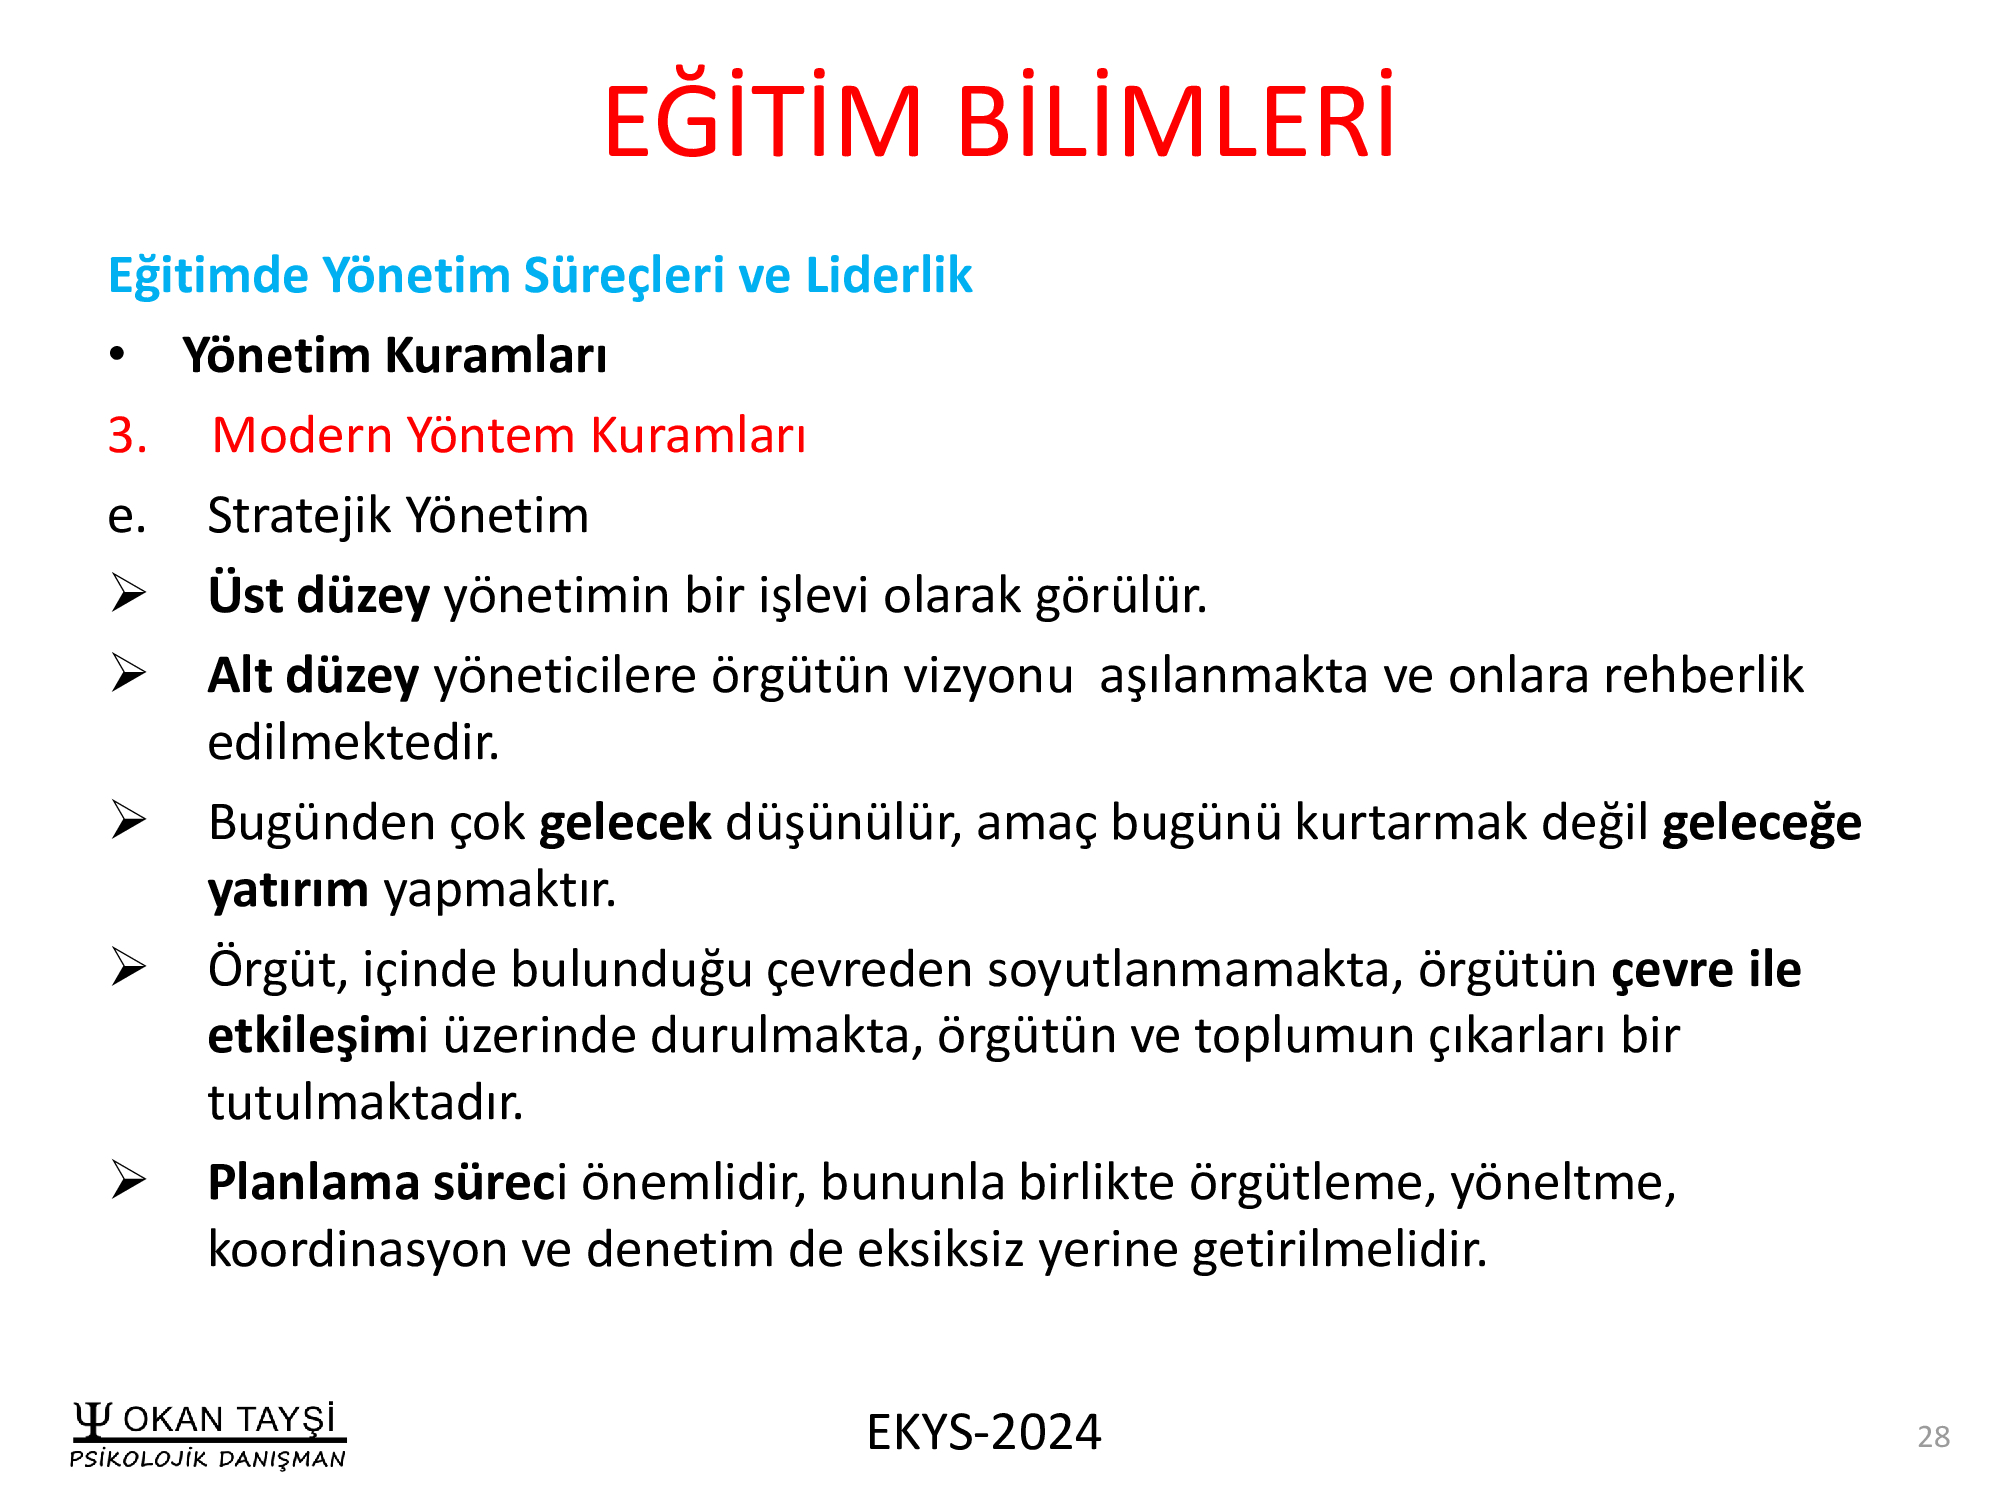 EĞİTİM BİLİMLERİ
Eğitimde Yönetim Süreçleri ve Liderlik
• Yönetim Kuramları
3. Modern Yöntem Kuramları
e. Stratejik Yönetim
➢ Üst düzey yönetimin bir işlevi olarak görülür.
➢ Alt düzey yöneticilere örgütün vizyonu  aşılanmakta ve onlara rehberlik
edilmektedir.
➢ Bugünden çok gelecek düşünülür, amaç bugünü kurtarmak değil geleceğe
yatırım yapmaktır.
➢ Örgüt, içinde bulunduğu çevreden soyutlanmamakta, örgütün çevre ile
etkileşimi üzerinde durulmakta, örgütün ve toplumun çıkarları bir
tutulmaktadır.
➢ Planlama süreci önemlidir, bununla birlikte örgütleme, yöneltme,
koordinasyon ve denetim de eksiksiz yerine getirilmelidir.
Ψ OKAN TAYŞİ
PSİKOLOJİK DANIŞMAN
EKYS-2024
28